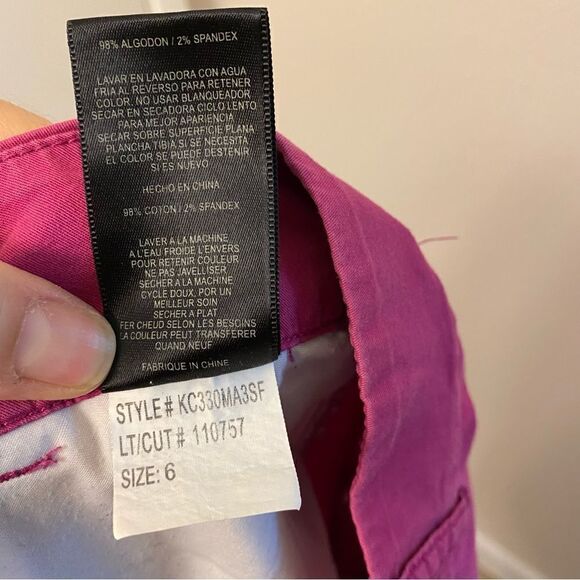 98% ALGODON / 2% SPANDEX
LAVAR EN LAVADORA CON AGUA
FRIA AL REVERSO PARA RETENER
COLOR. NO USAR BLANQUEADOR
SECAR EN SECADORA CICLO LENTO
PARA MEJOR APARIENCIA
SECAR SOBRE SUPERFICIE PLANA
PLANCHA TIBIA SI SE NECESITA
EL COLOR SE PUEDE DESTENIR
SI ES NUEVO
HECHO EN CHINA
98% COTON / 2% SPANDEX
LAVER A LA MACHINE
A L'EAU FROIDE L'ENVERS
POUR RETENIR COULEUR
NE PAS JAVELLISER
SECHER A LA MACHINE
CYCLE DOUX, POR UN
MEILLEUR SOIN
SECHER A PLAT
FER CHEUD SELON LES BESOINS
LA COULEUR PEUT TRANSFERER
QUAND NEUF
FABRIQUE EN CHINE
STYLE# KC330MA3SF
LT/CUT # 110757
SIZE: 6